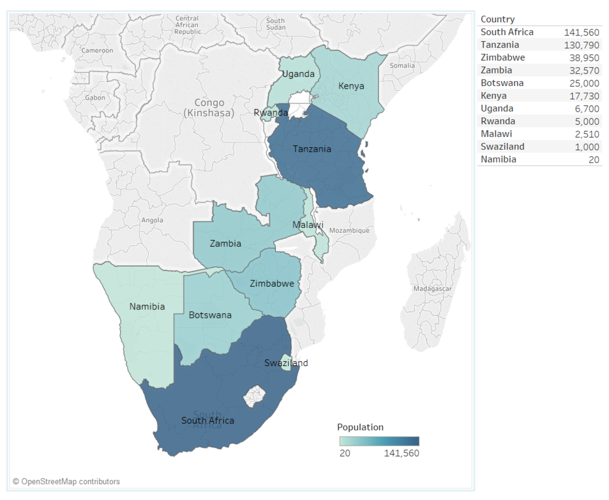 Central
African
Republic
South
Sudan
Cameroon
Somalia
Uganda
Kenya
Gabon
Congo
(Kinshasa)
Rwanda
Tanzania
Angola
Malawi
Mozambique
Zambia
Zimbabwe
Madagascar
Namibia
Botswana
Swaziland
South Africa
South
Africa
Population
20 141,560
© OpenStreetMap contributors
Country
South Africa 141,560
Tanzania 130,790
Zimbabwe 38,950
Zambia 32,570
Botswana 25,000
Kenya 17,730
Uganda 6,700
Rwanda 5,000
Malawi 2,510
Swaziland 1,000
Namibia 20